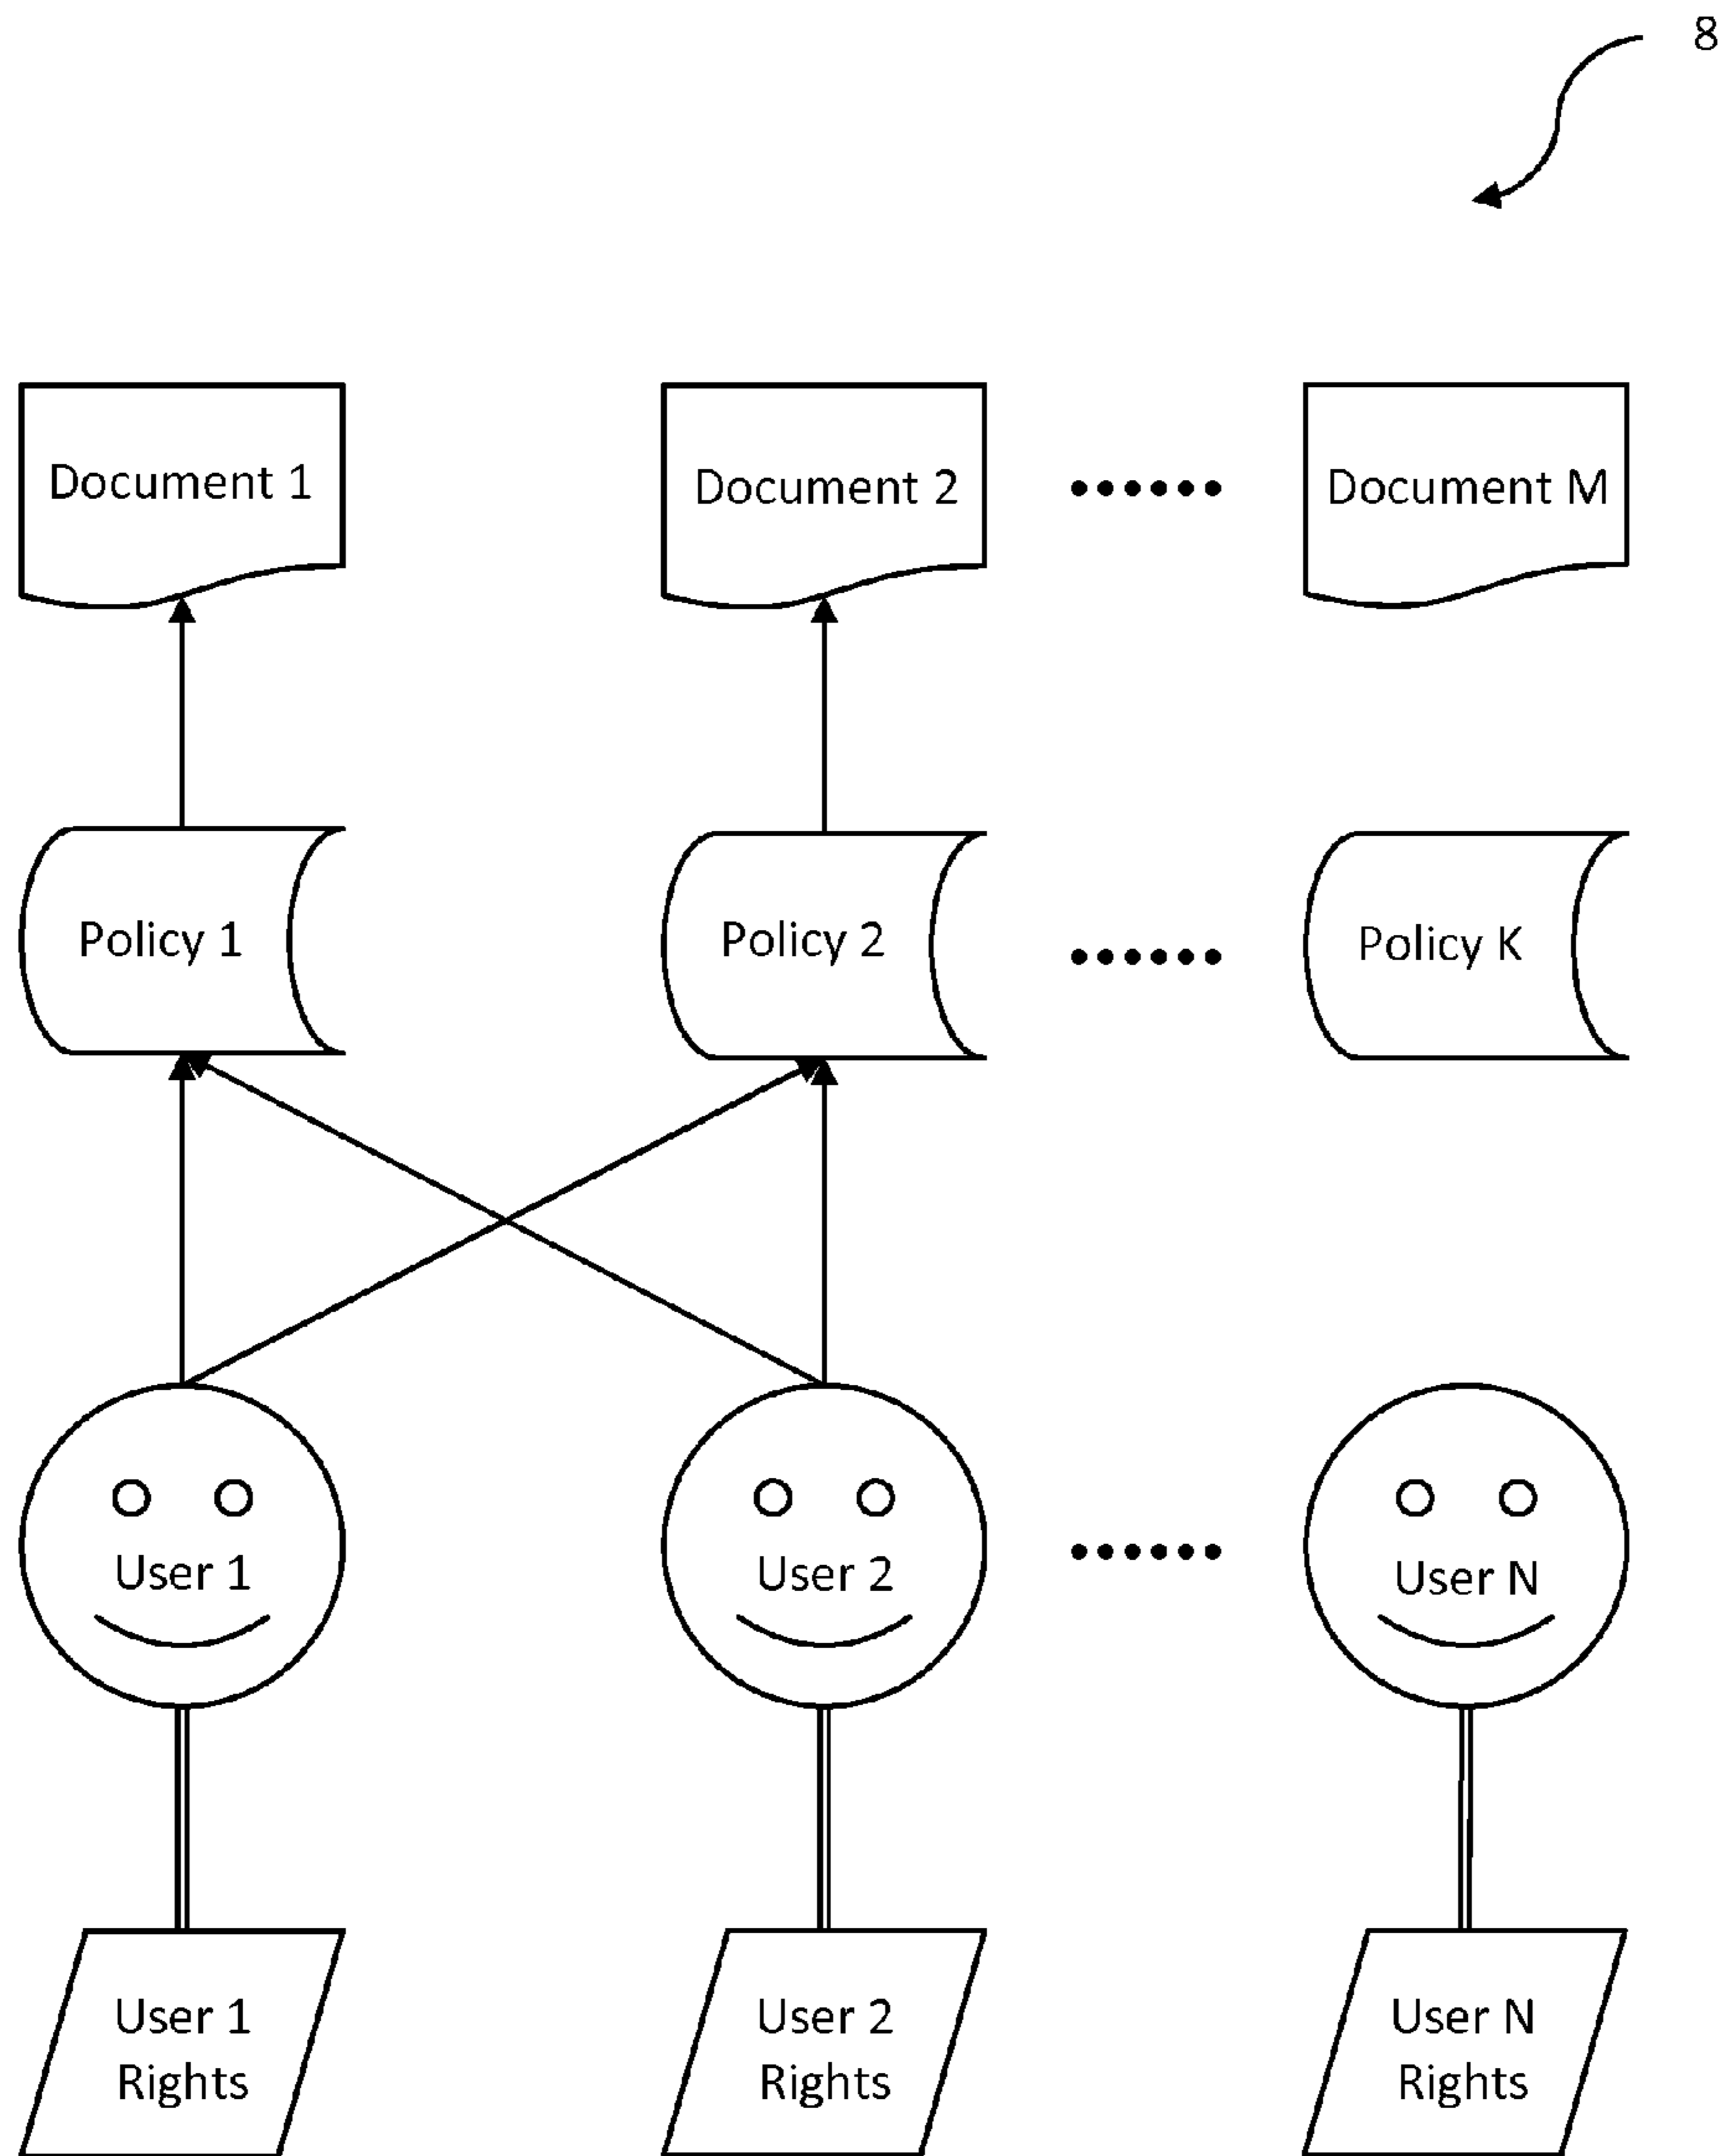 8
Document 1
Document 2
Document M
Policy 1
Policy 2
Policy K
User 1
User 2
User N
User 1
Rights
User 2
Rights
User N
Rights